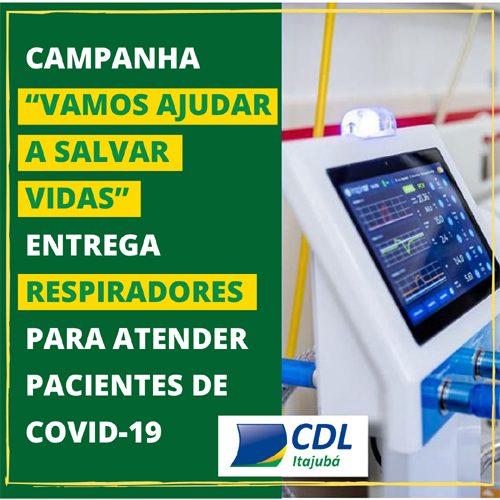 CAMPANHA
“VAMOS AJUDAR
A SALVAR
VIDAS”
ENTREGA
RESPIRADORES
PARA ATENDER
PACIENTES DE
COVID-19
CDL
Itajubá